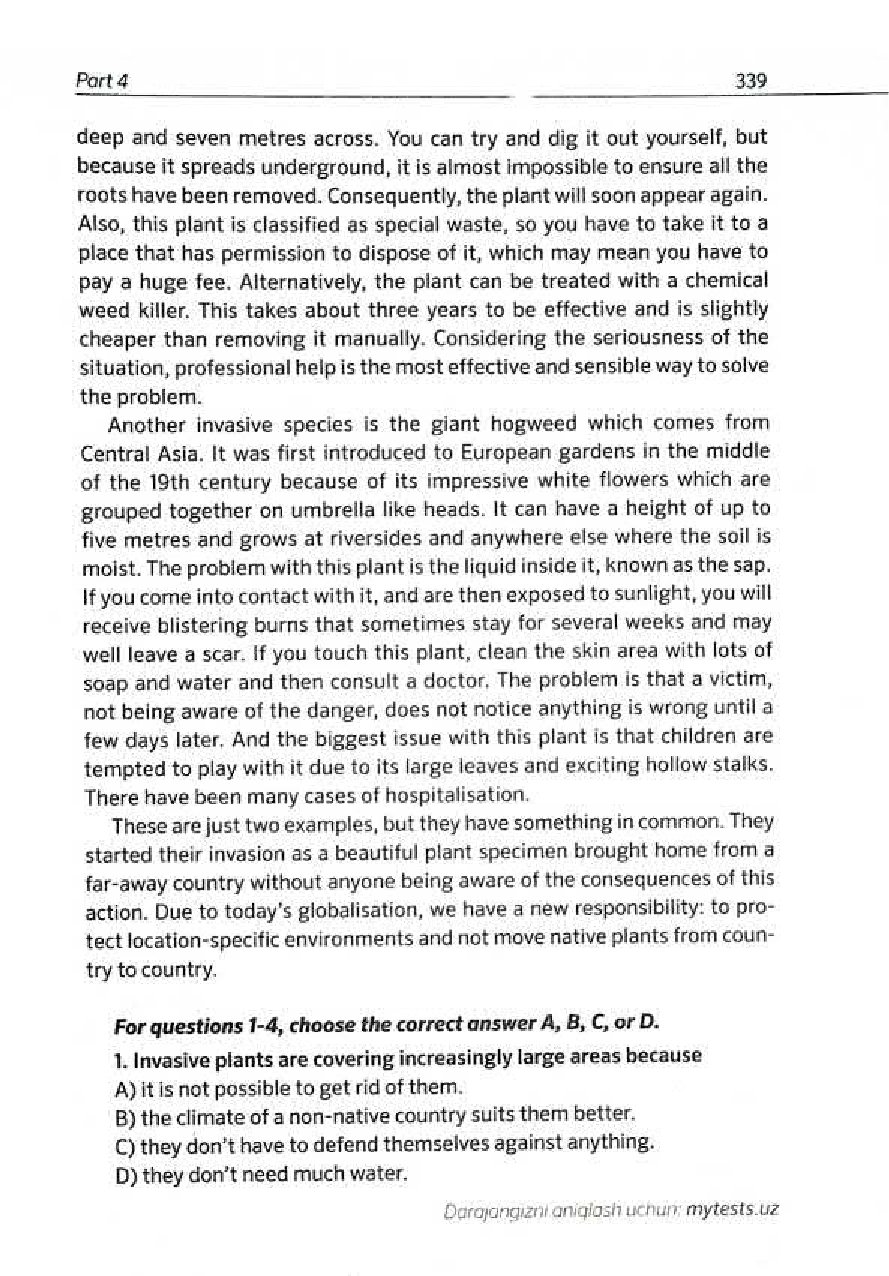 Part 4
339
deep and seven metres across. You can try and dig it out yourself, but
because it spreads underground, it is almost impossible to ensure all the
roots have been removed. Consequently, the plant will soon appear again.
Also, this plant is classified as special waste, so you have to take it to a
place that has permission to dispose of it, which may mean you have to
pay a huge fee. Alternatively, the plant can be treated with a chemical
weed killer. This takes about three years to be effective and is slightly
cheaper than removing it manually. Considering the seriousness of the
situation, professional help is the most effective and sensible way to solve
the problem.
Another invasive species is the giant hogweed which comes from
Central Asia. It was first introduced to European gardens in the middle
of the 19th century because of its impressive white flowers which are
grouped together on umbrella like heads. It can have a height of up to
five metres and grows at riversides and anywhere else where the soil is
moist. The problem with this plant is the liquid inside it, known as the sap.
If you come into contact with it, and are then exposed to sunlight, you will
receive blistering burns that sometimes stay for several weeks and may
well leave a scar. If you touch this plant, clean the skin area with lots of
soap and water and then consult a doctor. The problem is that a victim,
not being aware of the danger, does not notice anything is wrong until a
few days later. And the biggest issue with this plant is that children are
tempted to play with it due to its large leaves and exciting hollow stalks.
There have been many cases of hospitalisation.
These are just two examples, but they have something in common. They
started their invasion as a beautiful plant specimen brought home from a
far-away country without anyone being aware of the consequences of this
action. Due to today's globalisation, we have a new responsibility: to pro-
tect location-specific environments and not move native plants from coun-
try to country.
For questions 1-4, choose the correct answer A, B, C, or D.
1. Invasive plants are covering increasingly large areas because
A) it is not possible to get rid of them.
B) the climate of a non-native country suits them better.
C) they don't have to defend themselves against anything.
D) they don't need much water.
Darajangizni aniqlash uchun: mytests.uz